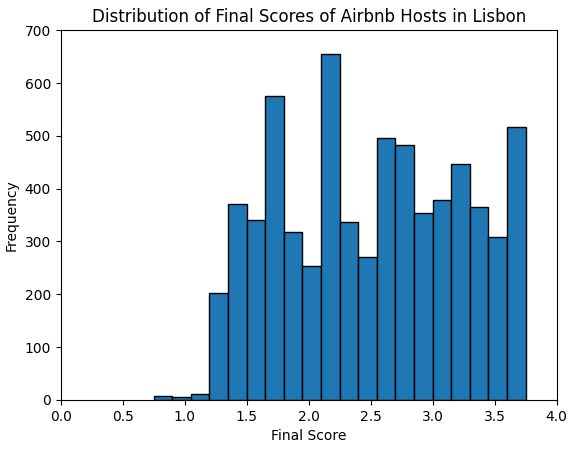 Distribution of Final Scores of Airbnb Hosts in Lisbon
700
600
500
400
300
200
100
0
Frequency
0.0 0.5 1.0 1.5 2.0 2.5 3.0 3.5 4.0
Final Score